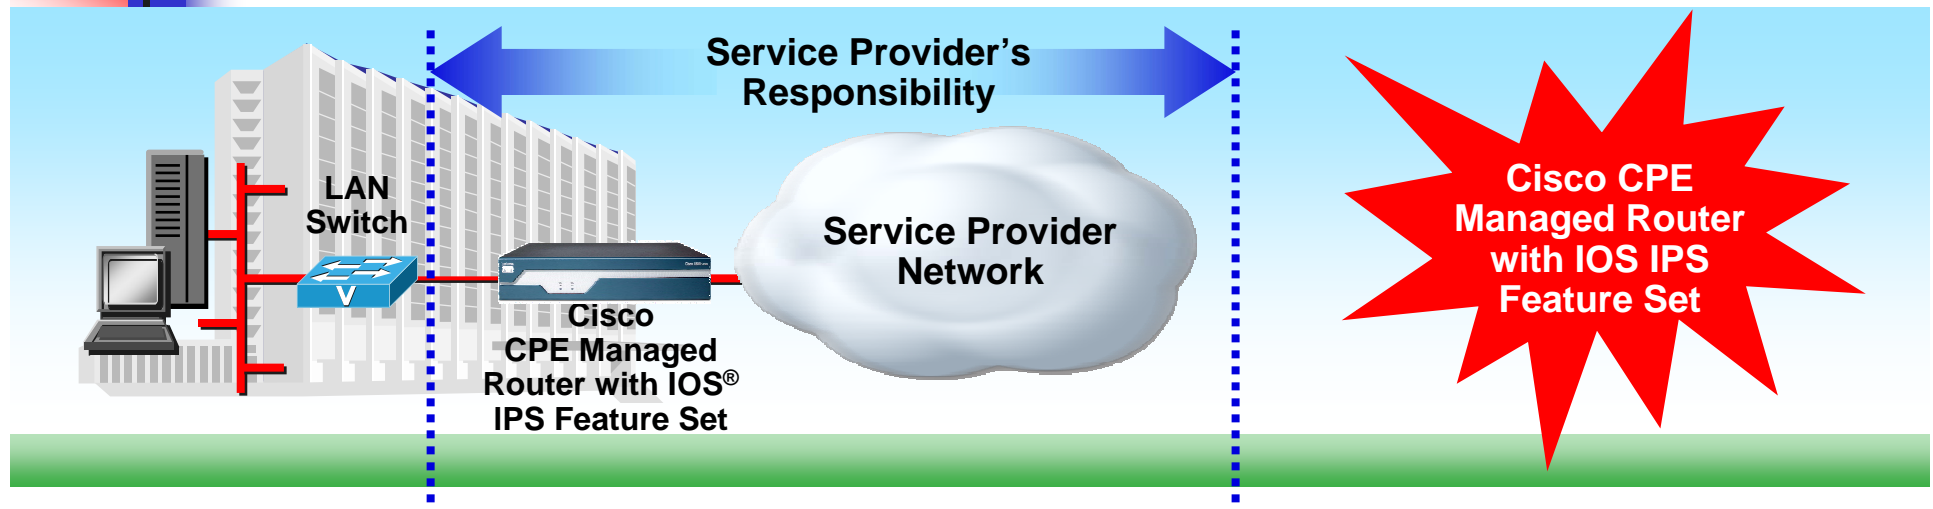 Service Provider's
Responsibility
LAN
Switch
V
Cisco
CPE Managed
Router with IOS®
IPS Feature Set
Service Provider
Network
Cisco CPE
Managed Router
with IOS IPS
Feature Set